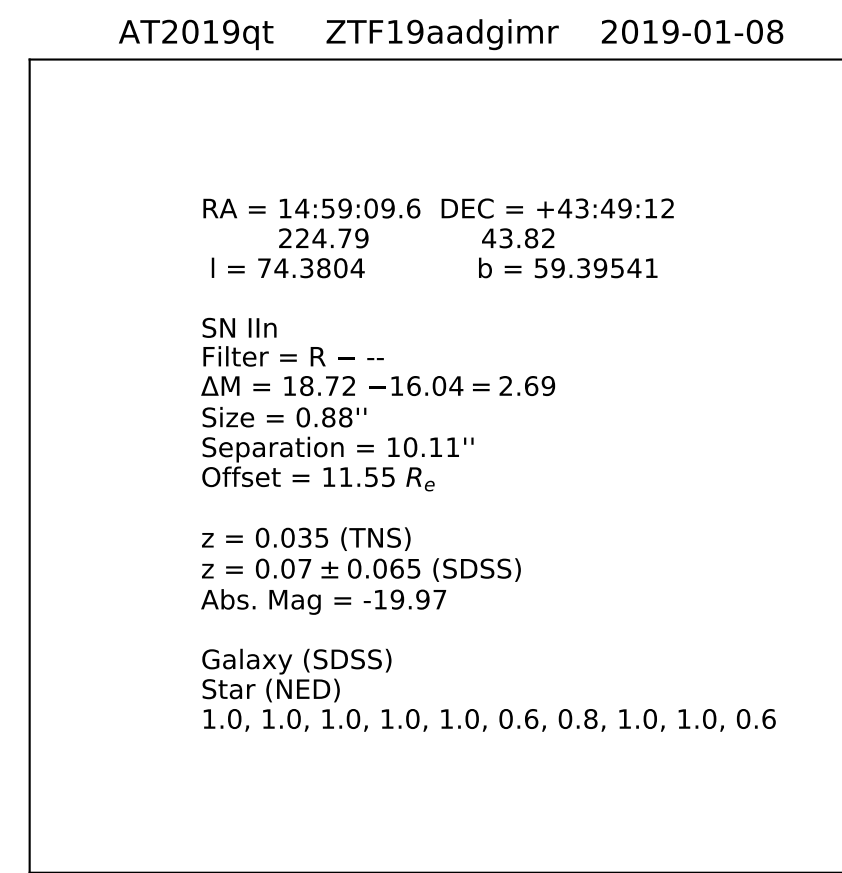 AT2019qt ZTF19aadgimr 2019-01-08
RA = 14:59:09.6 DEC = +43:49:12
224.79 43.82
l = 74.3804 b = 59.39541
SN IIn
Filter = R − --
ΔM = 18.72 −16.04 = 2.69
Size = 0.88''
Separation = 10.11''
Offset = 11.55 Rₑ
z = 0.035 (TNS)
z = 0.07 ± 0.065 (SDSS)
Abs. Mag = -19.97
Galaxy (SDSS)
Star (NED)
1.0, 1.0, 1.0, 1.0, 1.0, 0.6, 0.8, 1.0, 1.0, 0.6